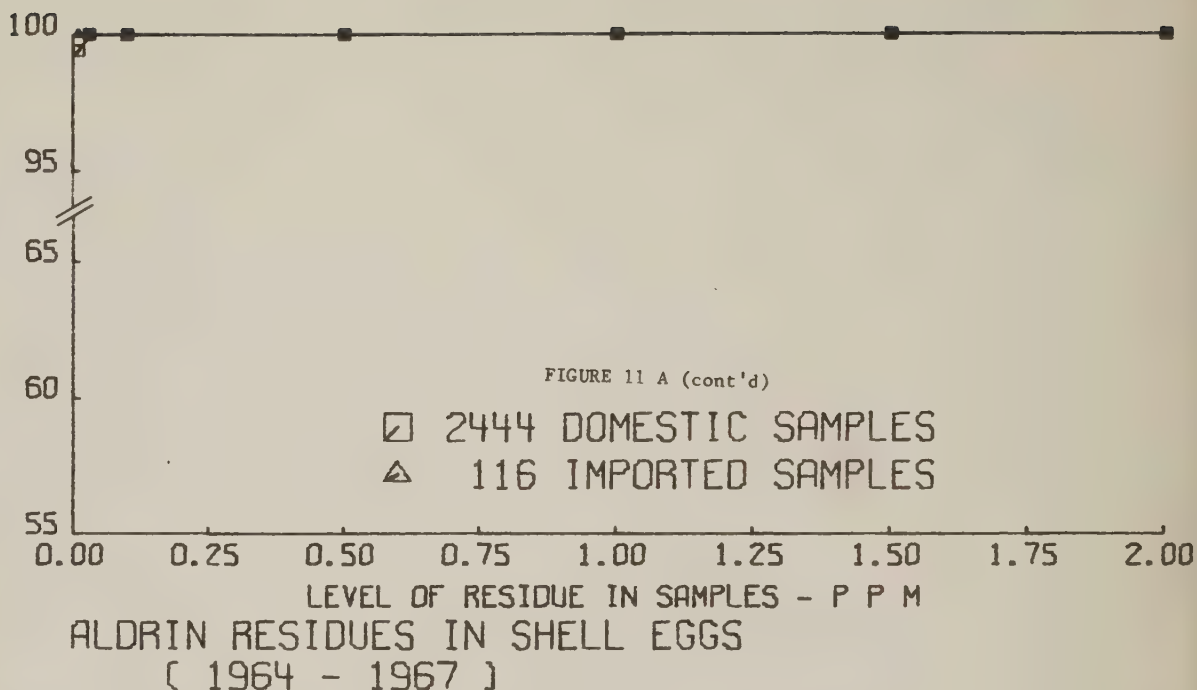 100
95
65
60
55
FIGURE 11 A (cont'd)
2444 DOMESTIC SAMPLES
116 IMPORTED SAMPLES
0.00 0.25 0.50 0.75 1.00 1.25 1.50 1.75 2.00
LEVEL OF RESIDUE IN SAMPLES - P P M
ALDRIN RESIDUES IN SHELL EGGS
( 1964 - 1967 )